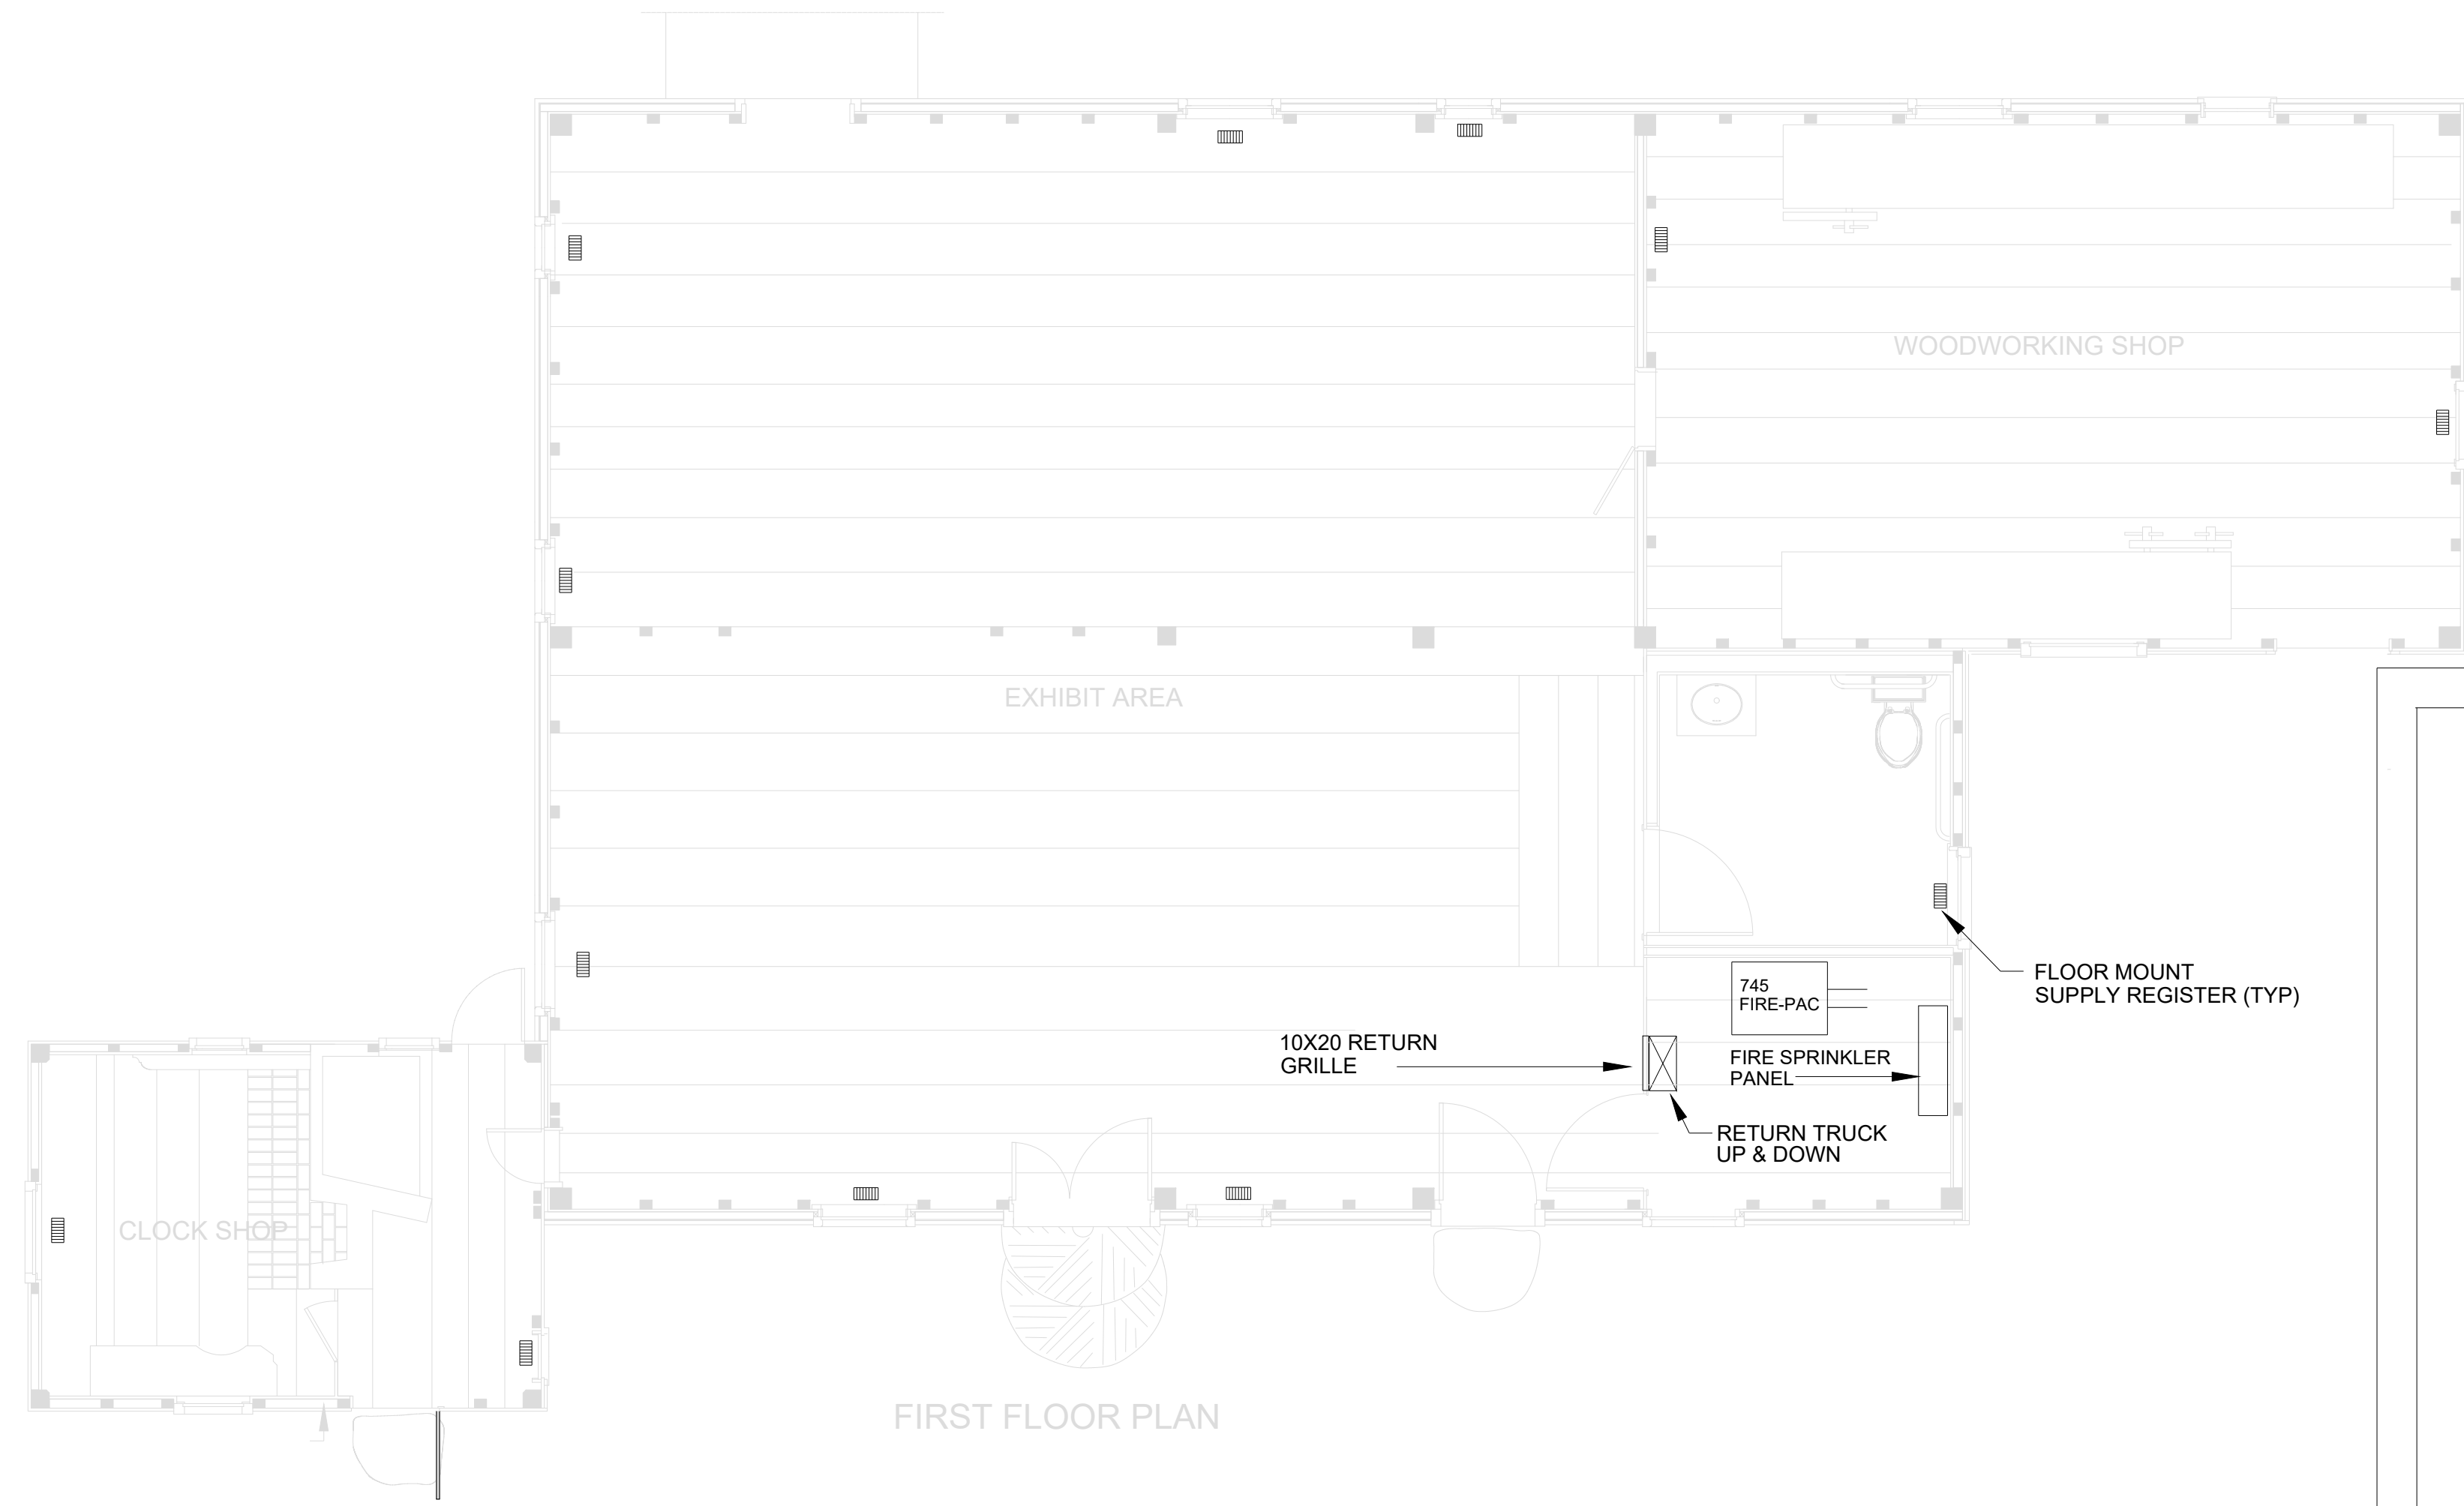 WOODWORKING SHOP
EXHIBIT AREA
FLOOR MOUNT
SUPPLY REGISTER (TYP)
745
FIRE-PAC
10X20 RETURN
GRILLE
FIRE SPRINKLER
PANEL
RETURN TRUCK
UP & DOWN
CLOCK SHOP
FIRST FLOOR PLAN